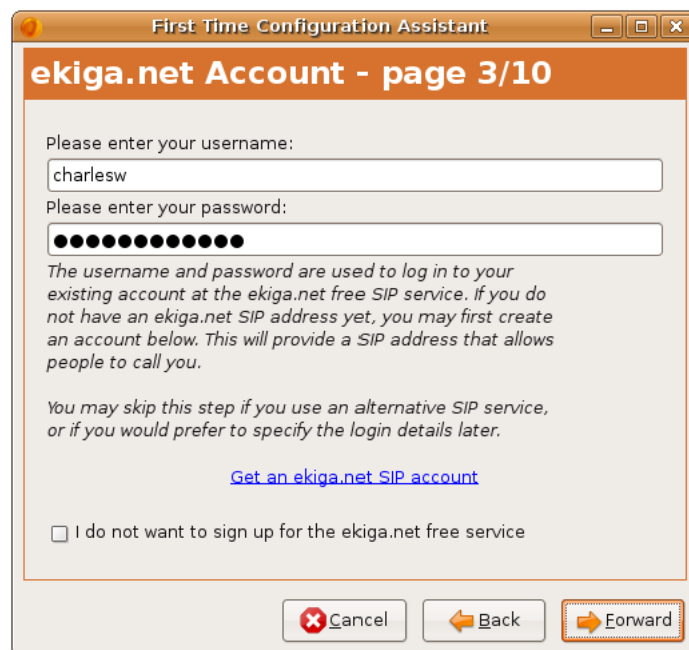 First Time Configuration Assistant
ekiga.net Account - page 3/10
Please enter your username:
charlesw
Please enter your password:
●●●●●●●●●●●●
The username and password are used to log in to your
existing account at the ekiga.net free SIP service. If you do
not have an ekiga.net SIP address yet, you may first create
an account below. This will provide a SIP address that allows
people to call you.
You may skip this step if you use an alternative SIP service,
or if you would prefer to specify the login details later.
Get an ekiga.net SIP account
I do not want to sign up for the ekiga.net free service
Cancel Back Forward